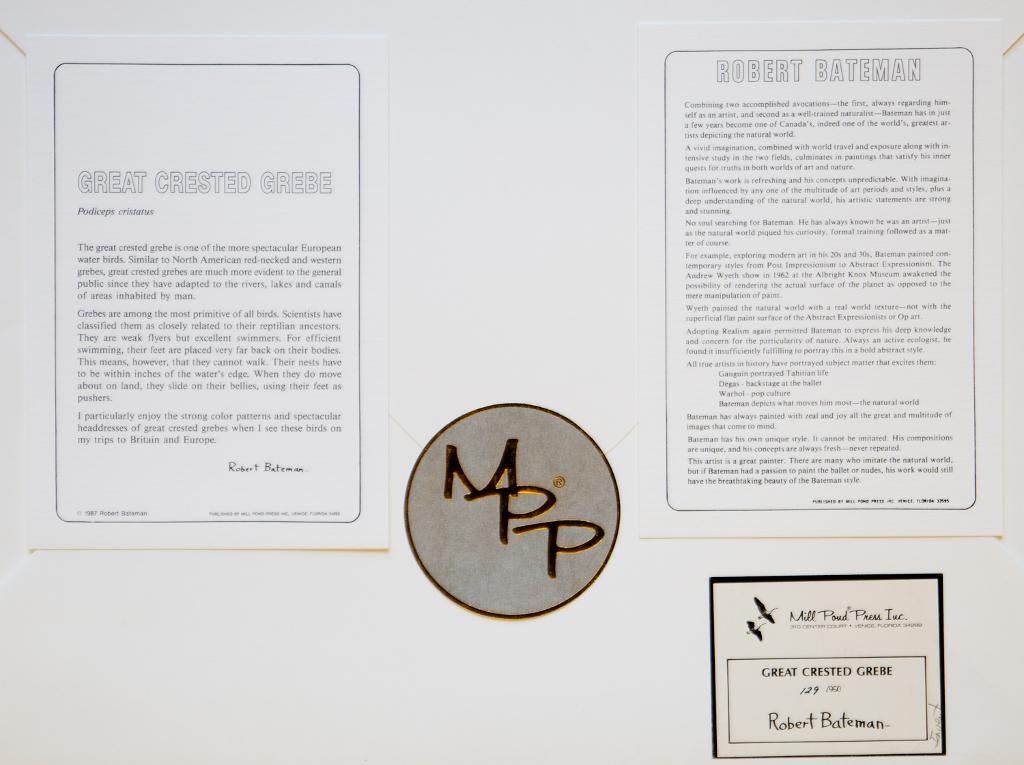 GREAT CRESTED GREBE
Podiceps cristatus
The great crested grebe is one of the more spectacular European
water birds. Similar to North American red-necked and western
grebes, great crested grebes are much more evident to the general
public since they have adapted to the rivers, lakes and canals
of areas inhabited by man.
Grebes are among the most primitive of all birds. Scientists have
classified them as closely related to their reptilian ancestors.
They are weak flyers but excellent swimmers. For efficient
swimming, their feet are placed very far back on their bodies.
This means, however, that they cannot walk. Their nests have
to be within inches of the water's edge. When they do move
about on land, they slide on their bellies, using their feet as
pushers.
I particularly enjoy the strong color patterns and spectacular
headdresses of great crested grebes when I see these birds on
my trips to Britain and Europe.
Robert Bateman
© 1987 Robert Bateman
PUBLISHED BY MILL POND PRESS INC. VENICE, FLORIDA
ROBERT BATEMAN
Combining two accomplished avocations—the first, always regarding him-
self as an artist, and second as a well-trained naturalist—Bateman has in just
a few years become one of Canada's, indeed one of the world's, greatest ar-
tists depicting the natural world.
A vivid imagination, combined with world travel and exposure along with in-
tensive study in the two fields, culminates in paintings that satisfy his inner
quests for truths in both worlds of art and nature.
Bateman's work is refreshing and his concepts unpredictable. With imagina-
tion influenced by any one of the multitude of art periods and styles, plus a
deep understanding of the natural world, his artistic statements are strong
and stunning.
No soul searching for Bateman. He has always known he was an artist—just
as the natural world piqued his curiosity, formal training followed as a mat-
ter of course.
For example, exploring modern art in his 20s and 30s, Bateman painted con-
temporary styles from Post Impressionism to Abstract Expressionism. The
Andrew Wyeth show in 1962 at the Albright Knox Museum awakened the
possibility of rendering the actual surface of the planet as opposed to the
mere manipulation of paint.
Wyeth painted the natural world with a real world texture—not with the
superficial flat paint surface of the Abstract Expressionists or Op art.
Adopting Realism again permitted Bateman to express his deep knowledge
and concern for the particularity of nature. Always an active ecologist, he
found it insufficiently fulfilling to portray this in a bold abstract style.
All true artists in history have portrayed subject matter that excites them:
Gauguin portrayed Tahitian life
Degas - backstage at the ballet
Warhol - pop culture
Bateman depicts what moves him most—the natural world
Bateman has always painted with zeal and joy all the great and multitude of
images that come to mind.
Bateman has his own unique style. It cannot be imitated. His compositions
are unique, and his concepts are always fresh—never repeated.
This artist is a great painter. There are many who imitate the natural world,
but if Bateman had a passion to paint the ballet or nudes, his work would still
have the breathtaking beauty of the Bateman style.
PUBLISHED BY MILL POND PRESS INC. VENICE, FLORIDA 33595
MPP®
Mill Pond® Press Inc.
310 CENTER COURT • VENICE, FLORIDA
GREAT CRESTED GREBE
129 /950
Robert Bateman